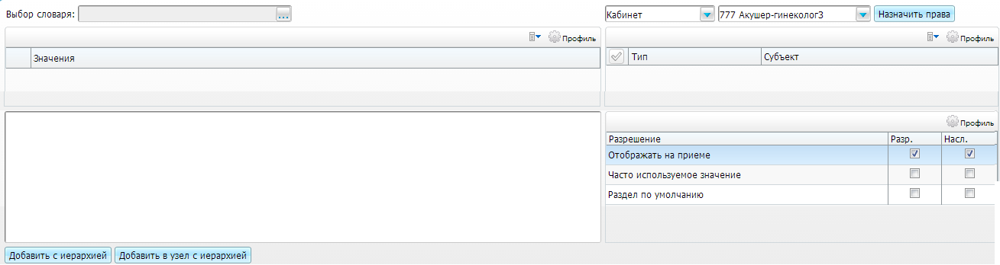 Выбор словаря: ...
Кабинет 777 Акушер-гинеколог3 Назначить права
Профиль
Профиль
Значения
Тип Субъект
Профиль
Разрешение Разр. Насл.
Отображать на приеме
Часто используемое значение
Раздел по умолчанию
Добавить с иерархией Добавить в узел с иерархией